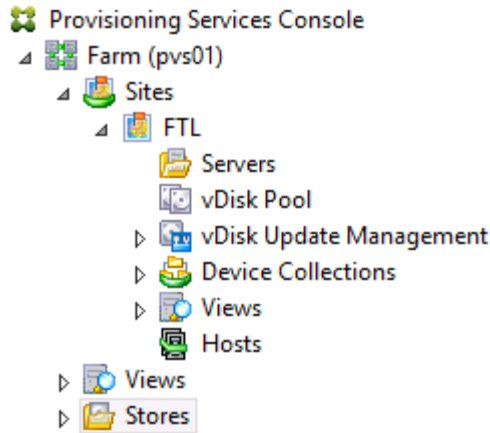 Provisioning Services Console
Farm (pvs01)
Sites
FTL
Servers
vDisk Pool
vDisk Update Management
Device Collections
Views
Hosts
Views
Stores